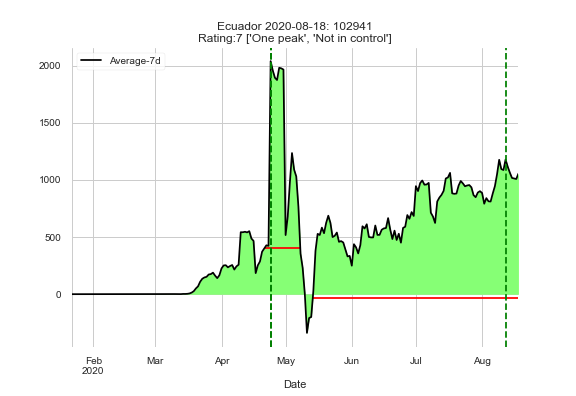 Ecuador 2020-08-18: 102941
Rating:7 ['One peak', 'Not in control']
Average-7d
2000
1500
1000
500
0
Feb Mar Apr May Jun Jul Aug
2020
Date